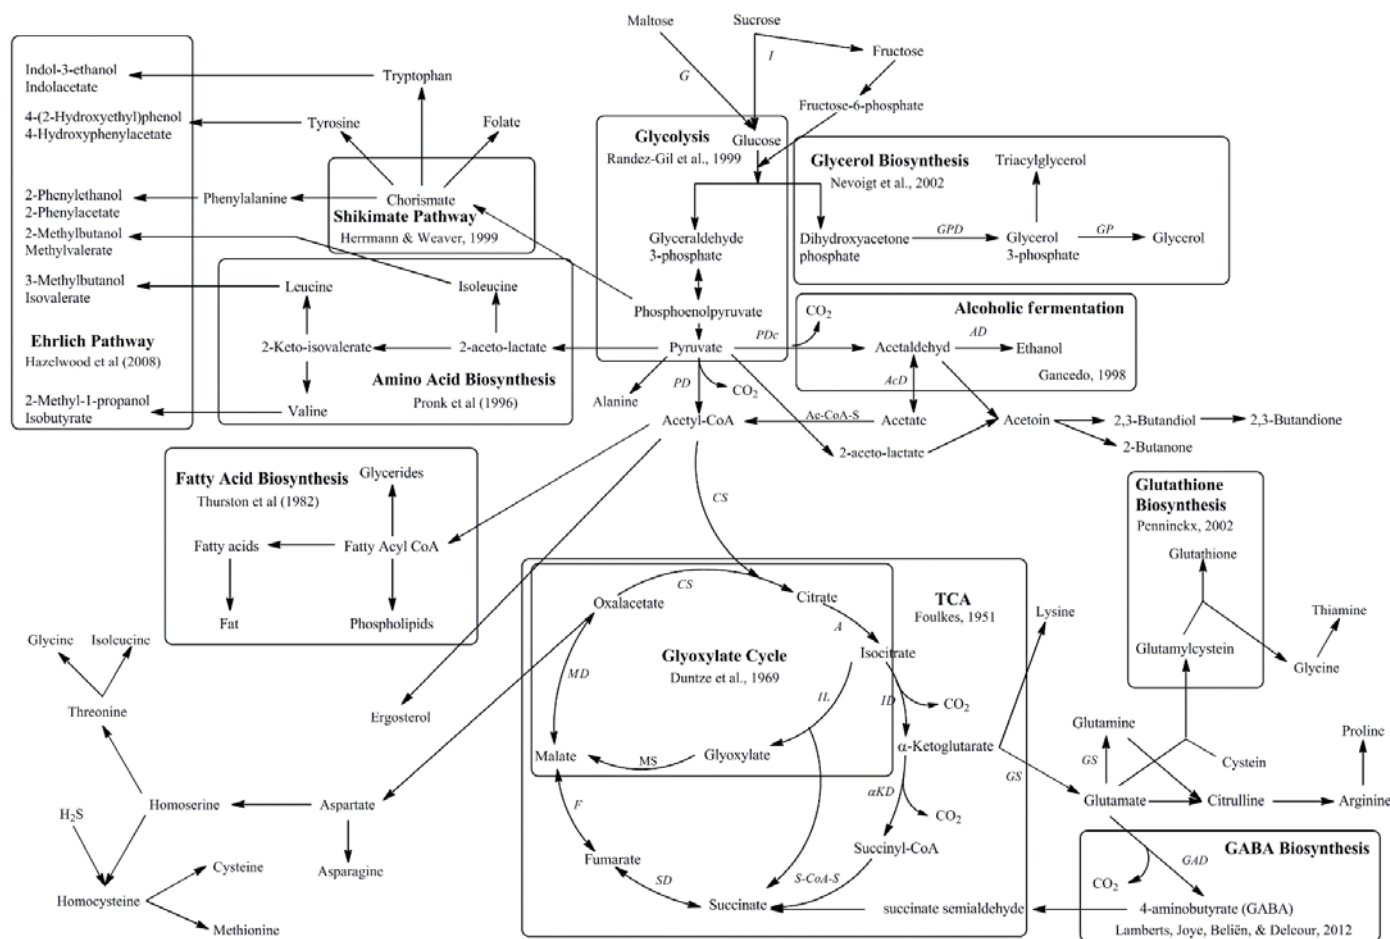 Maltose
Sucrose
Fructose
G
I
Fructose-6-phosphate
Indol-3-ethanol
Indolacetate
Tryptophan
4-(2-Hydroxyethyl)phenol
4-Hydroxyphenylacetate
Tyrosine
Folate
2-Phenylethanol
2-Phenylacetate
Phenylalanine
Chorismate
Shikimate Pathway
Herrmann & Weaver, 1999
2-Methylbutanol
Methylvalerate
3-Methylbutanol
Isovalerate
Ehrlich Pathway
Hazelwood et al (2008)
2-Methyl-1-propanol
Isobutyrate
Glycolysis
Randez-Gil et al., 1999
Glucose
Glyceraldehyde
3-phosphate
Phosphoenolpyruvate
Pyruvate
Glycerol Biosynthesis
Nevoigt et al., 2002
Triacylglycerol
Dihydroxyacetone
phosphate
GPD
Glycerol
3-phosphate
GP
Glycerol
Leucine
Isoleucine
2-Keto-isovalerate
2-aceto-lactate
Amino Acid Biosynthesis
Pronk et al (1996)
Valine
Alcoholic fermentation
CO2
PDc
Acetaldehyd
AD
Ethanol
Gancedo, 1998
AcD
PD
CO2
Alanine
Acetyl-CoA
Ac-CoA-S
Acetate
Acetoin
2,3-Butandiol
2,3-Butandione
2-Butanone
2-aceto-lactate
Fatty Acid Biosynthesis
Thurston et al (1982)
Glycerides
Fatty acids
Fatty Acyl CoA
Fat
Phospholipids
CS
Glutathione
Biosynthesis
Penninckx, 2002
Glutathione
Glutamylcystein
Glycine
Thiamine
TCA
Foulkes, 1951
CS
Oxalacetate
Citrate
A
Isocitrate
Glyoxylate Cycle
Duntze et al., 1969
MD
IL
ID
CO2
Malate
MS
Glyoxylate
α-Ketoglutarate
Lysine
GS
F
αKD
CO2
Succinyl-CoA
Fumarate
SD
S-CoA-S
Succinate
succinate semialdehyde
Ergosterol
Glycine
Isoleucine
Threonine
Homoserine
Aspartate
H2S
Asparagine
Cysteine
Homocysteine
Methionine
Glutamine
GS
Cystein
Proline
Glutamate
Citrulline
Arginine
GABA Biosynthesis
GAD
CO2
4-aminobutyrate (GABA)
Lamberts, Joye, Beliën, & Delcour, 2012